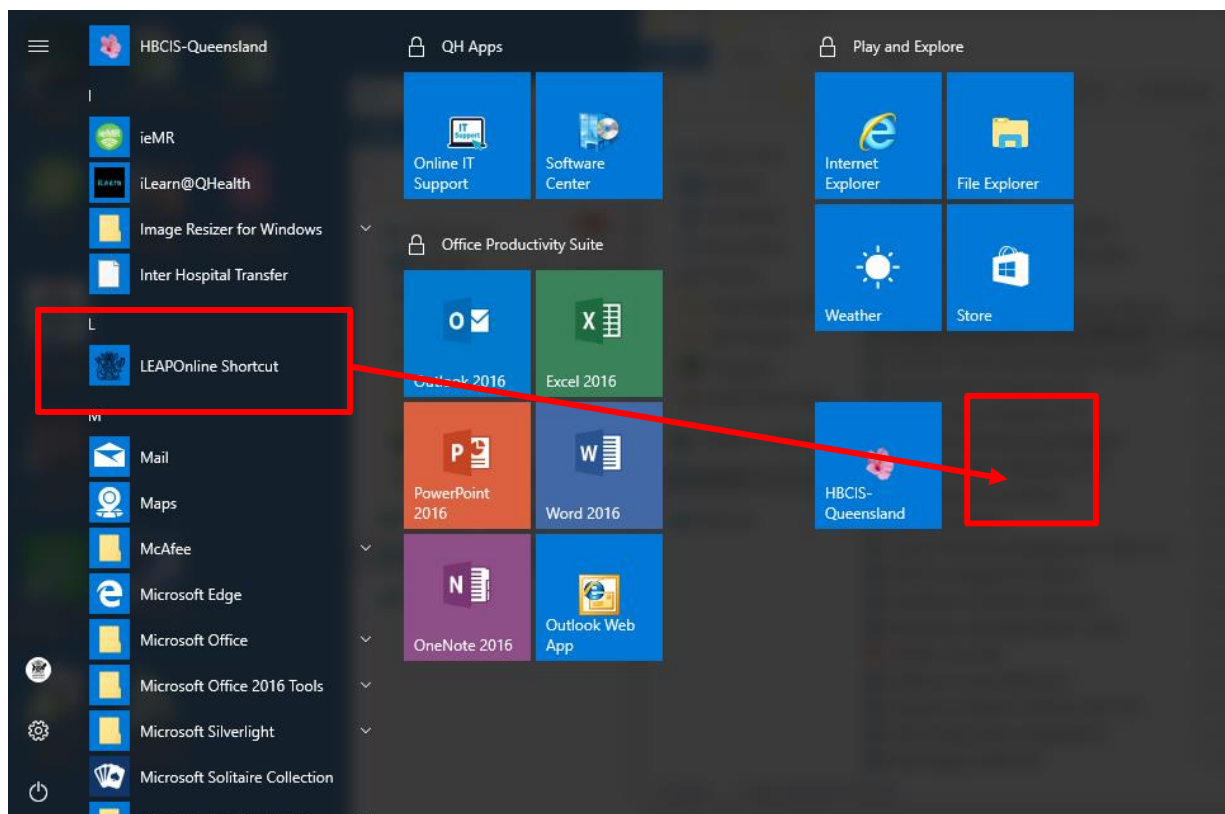 HBCIS-Queensland
I
ieMR
iLearn@QHealth
Image Resizer for Windows
Inter Hospital Transfer
L
LEAPOnline Shortcut
M
Mail
Maps
McAfee
Microsoft Edge
Microsoft Office
Microsoft Office 2016 Tools
Microsoft Silverlight
Microsoft Solitaire Collection
QH Apps
IT
Support
Online IT
Support
Software
Center
Office Productivity Suite
Outlook 2016
Excel 2016
PowerPoint
2016
Word 2016
OneNote 2016
Outlook Web
App
Play and Explore
Internet
Explorer
File Explorer
Weather
Store
HBCIS-
Queensland